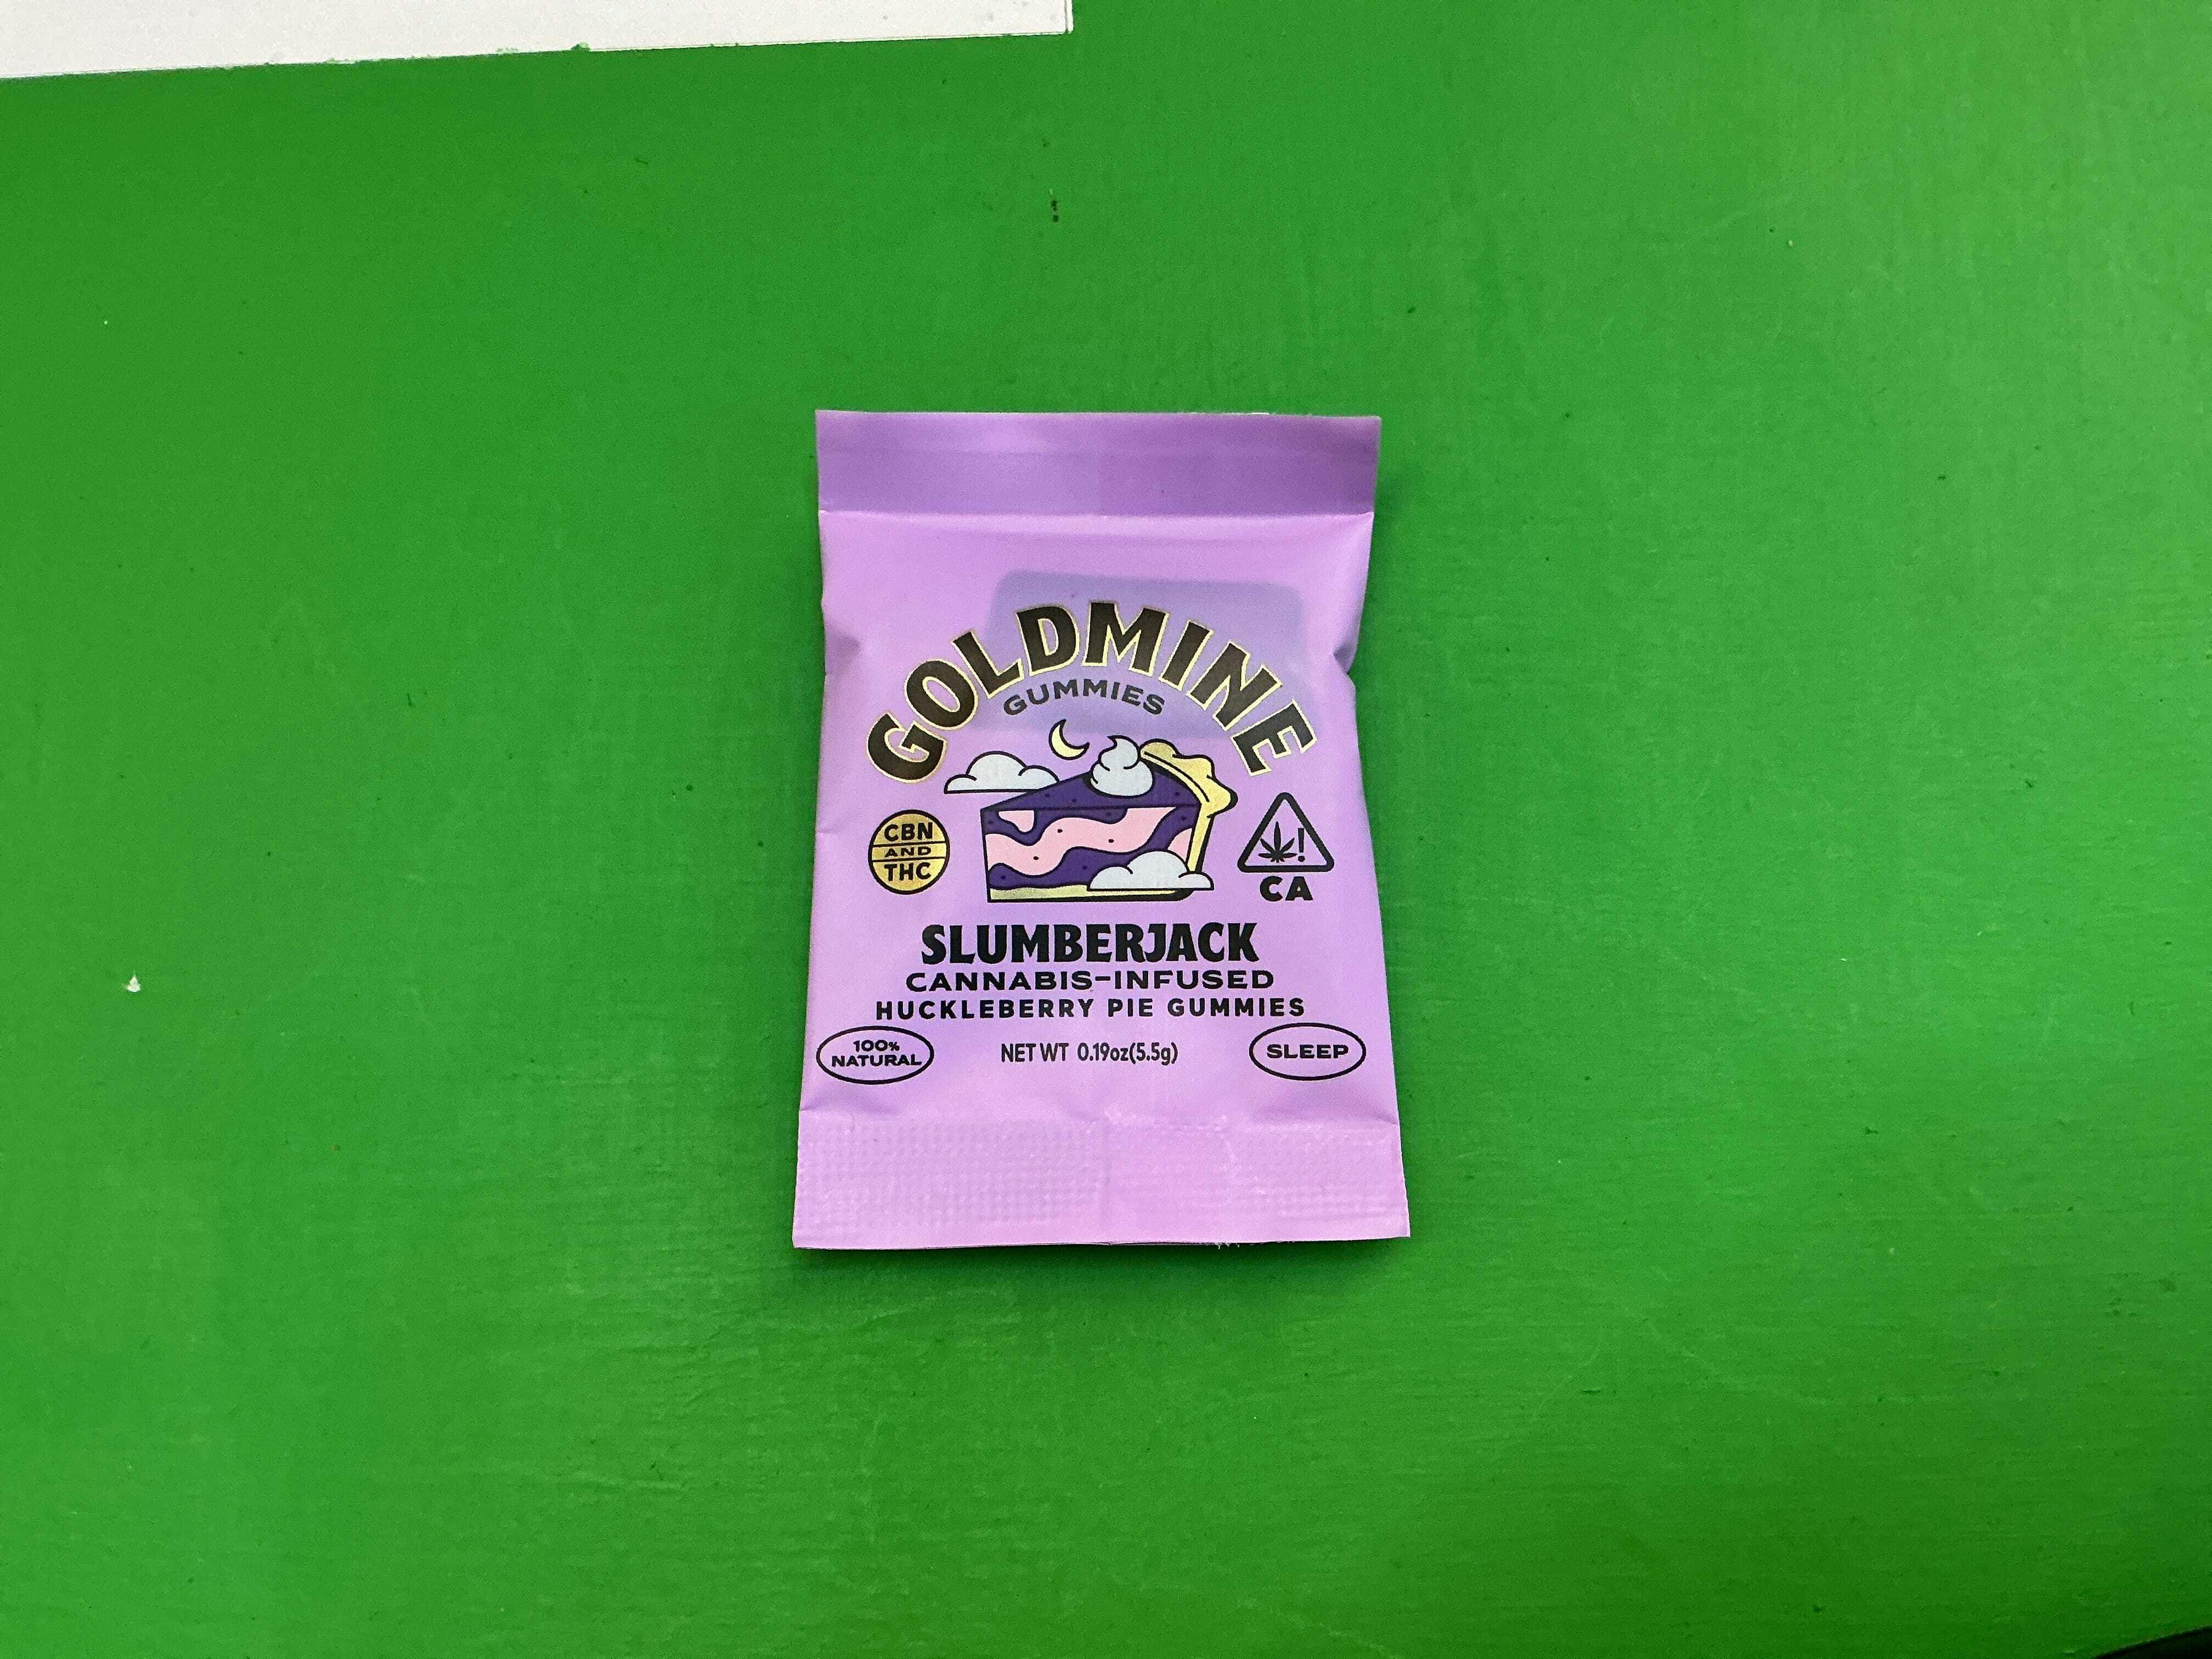 GOLDMINE
GUMMIES
CBN
AND
THC
CA
SLUMBERJACK
CANNABIS-INFUSED
HUCKLEBERRY PIE GUMMIES
100%
NATURAL
NET WT 0.19oz(5.5g)
SLEEP